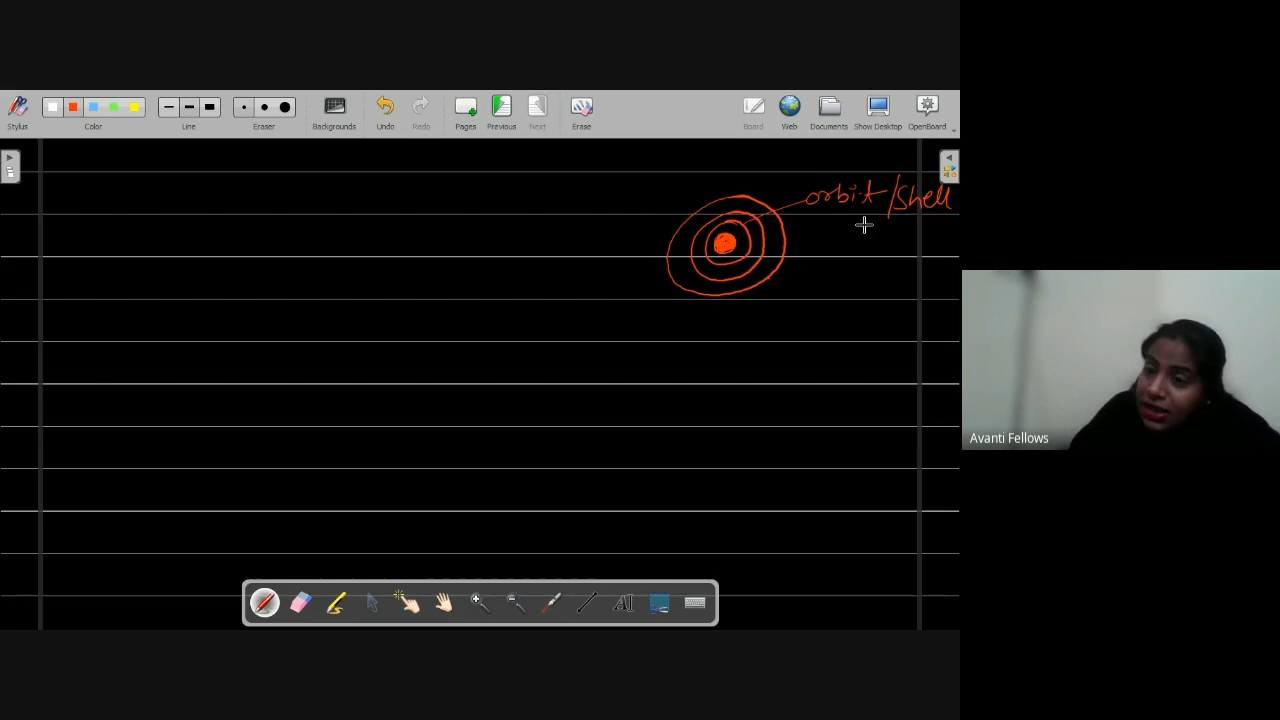 Stylus Color Line Eraser Backgrounds Undo Redo Pages Previous Next Erase Board Web Documents Show Desktop OpenBoard
orbit/Shell
Avanti Fellows
AI